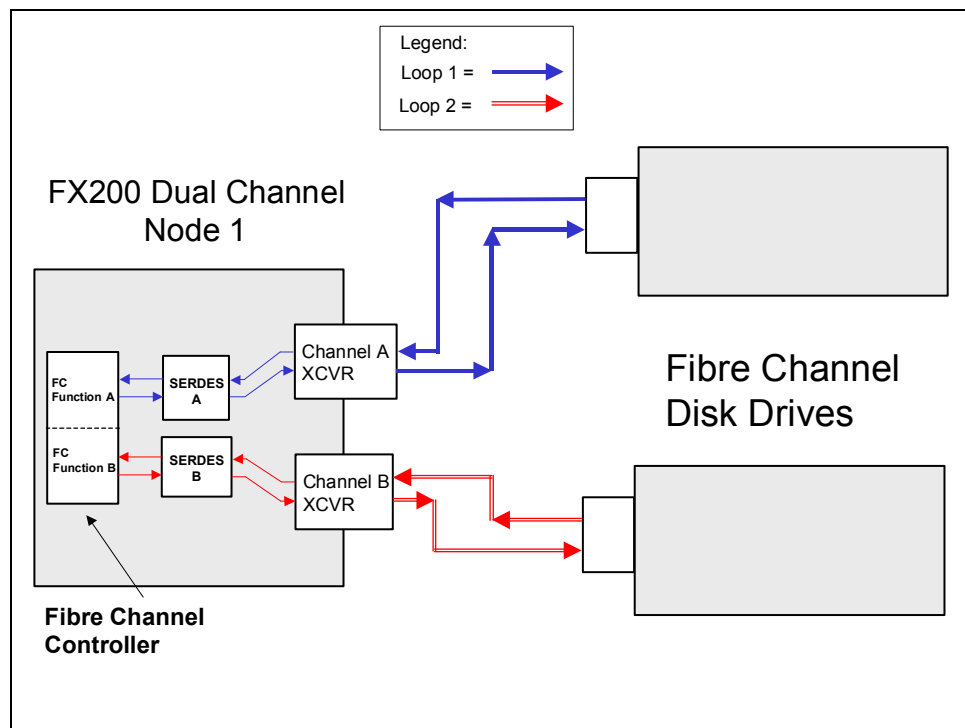 Legend:
Loop 1 =
Loop 2 =
FX200 Dual Channel
Node 1
Channel A
XCVR
FC
Function A
SERDES
A
FC
Function B
SERDES
B
Channel B
XCVR
Fibre Channel
Disk Drives
Fibre Channel
Controller